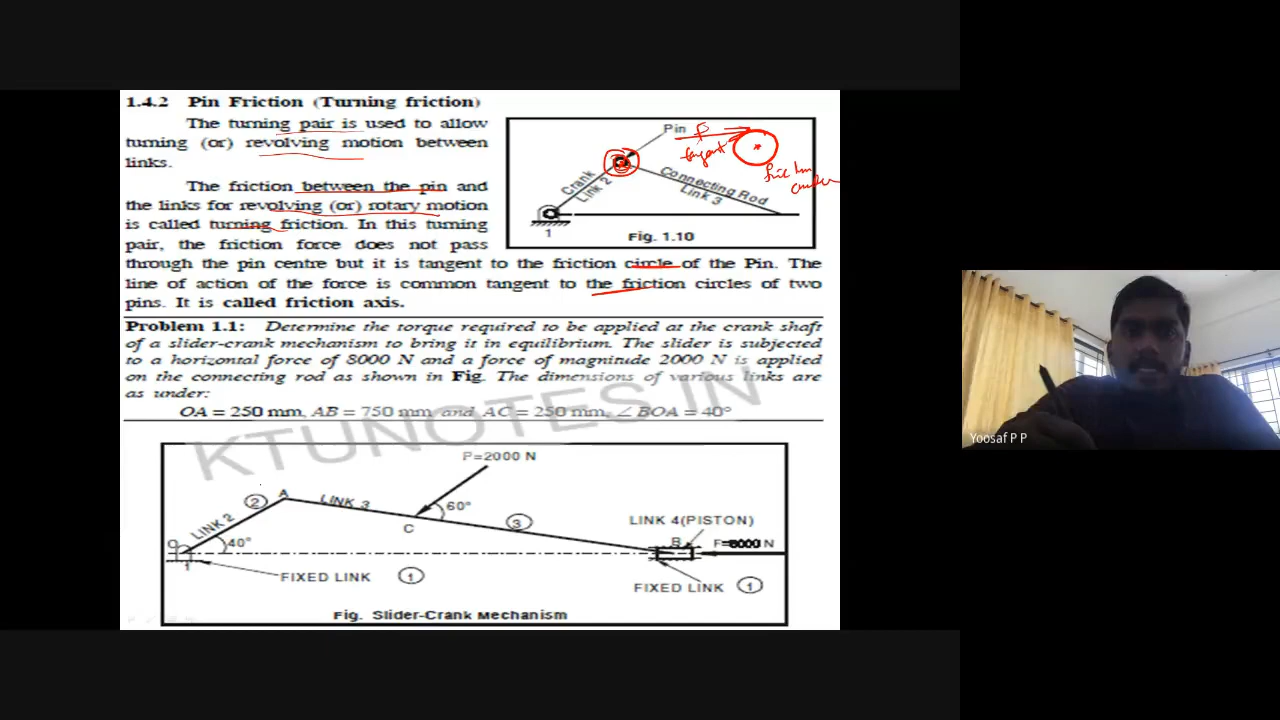 1.4.2 Pin Friction (Turning friction)
The turning pair is used to allow
turning (or) revolving motion between
links.
The friction between the pin and
the links for revolving (or) rotary motion
is called turning friction. In this turning
pair, the friction force does not pass
through the pin centre but it is tangent to the friction circle of the Pin. The
line of action of the force is common tangent to the friction circles of two
pins. It is called friction axis.
Pin
F
tangent
Crank
Link 2
Connecting Rod
Link 3
1
Fig. 1.10
Problem 1.1: Determine the torque required to be applied at the crank shaft
of a slider-crank mechanism to bring it in equilibrium. The slider is subjected
to a horizontal force of 8000 N and a force of magnitude 2000 N is applied
on the connecting rod as shown in Fig. The dimensions of various links are
as under:
OA = 250 mm, AB = 750 mm and AC = 250 mm, ∠ BOA = 40°
KTUNOTES.IN
P=2000 N
2 A
LINK 3
60°
LINK 2
C
3
LINK 4(PISTON)
O
40°
B
F=8000 N
1
FIXED LINK 1
FIXED LINK 1
Fig. Slider-Crank Mechanism
Yoosaf P P